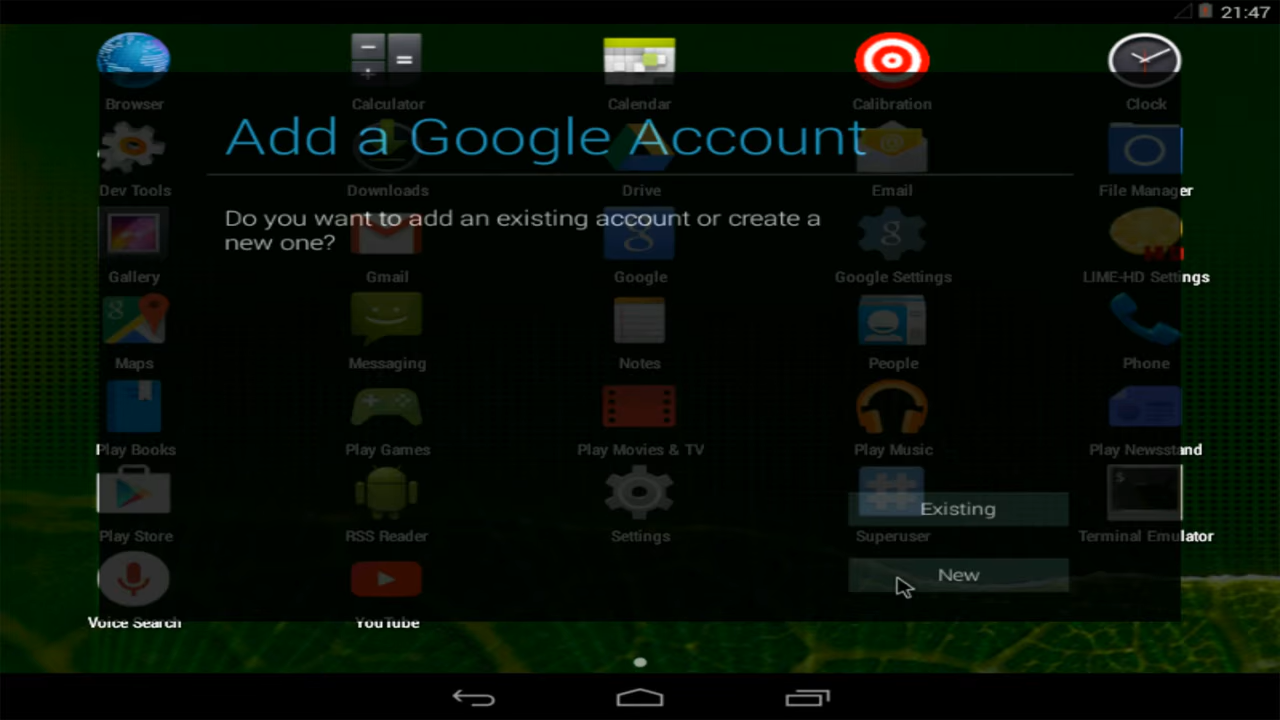 21:47
Browser
Calculator
Calendar
Calibration
Clock
Add a Google Account
Dev Tools
Downloads
Drive
Email
File Manager
Do you want to add an existing account or create a
new one?
Gallery
Gmail
Google
Google Settings
LIME-HD Settings
Maps
Messaging
Notes
People
Phone
Play Books
Play Games
Play Movies & TV
Play Music
Play Newsstand
Existing
Play Store
RSS Reader
Settings
Superuser
Terminal Emulator
New
Voice Search
YouTube